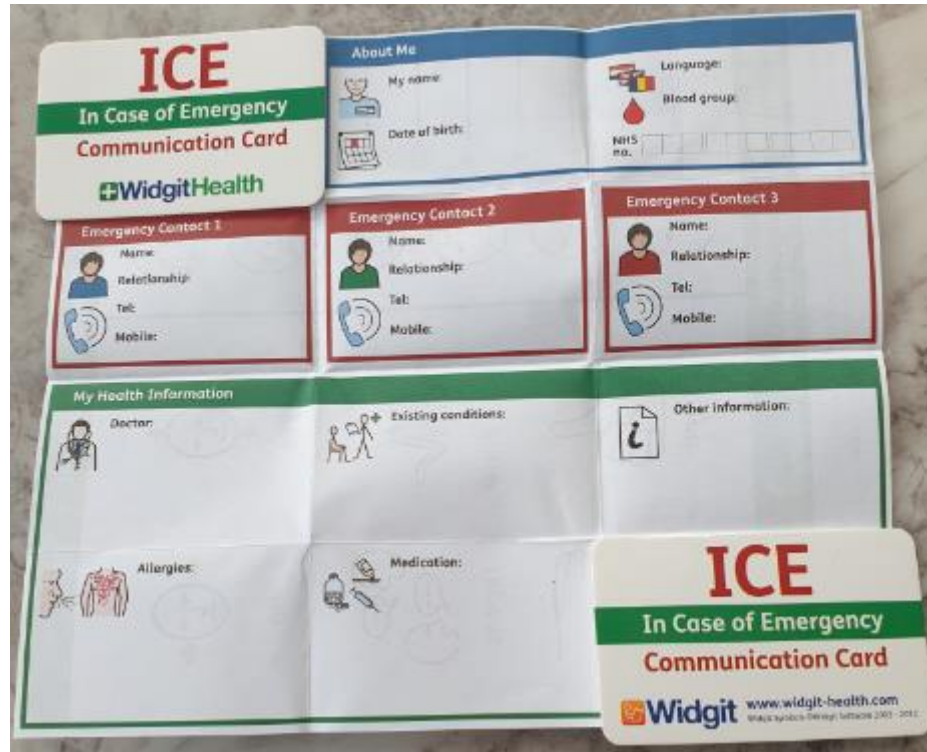 ICE
In Case of Emergency
Communication Card
WidgitHealth
About Me
My name:
Date of birth:
Language:
Blood group:
NHS
no.
Emergency Contact 1
Name:
Relationship:
Tel:
Mobile:
Emergency Contact 2
Name:
Relationship:
Tel:
Mobile:
Emergency Contact 3
Name:
Relationship:
Tel:
Mobile:
My Health Information
Doctor:
Existing conditions:
Other information:
Allergies:
Medication:
ICE
In Case of Emergency
Communication Card
Widgit
www.widgit-health.com